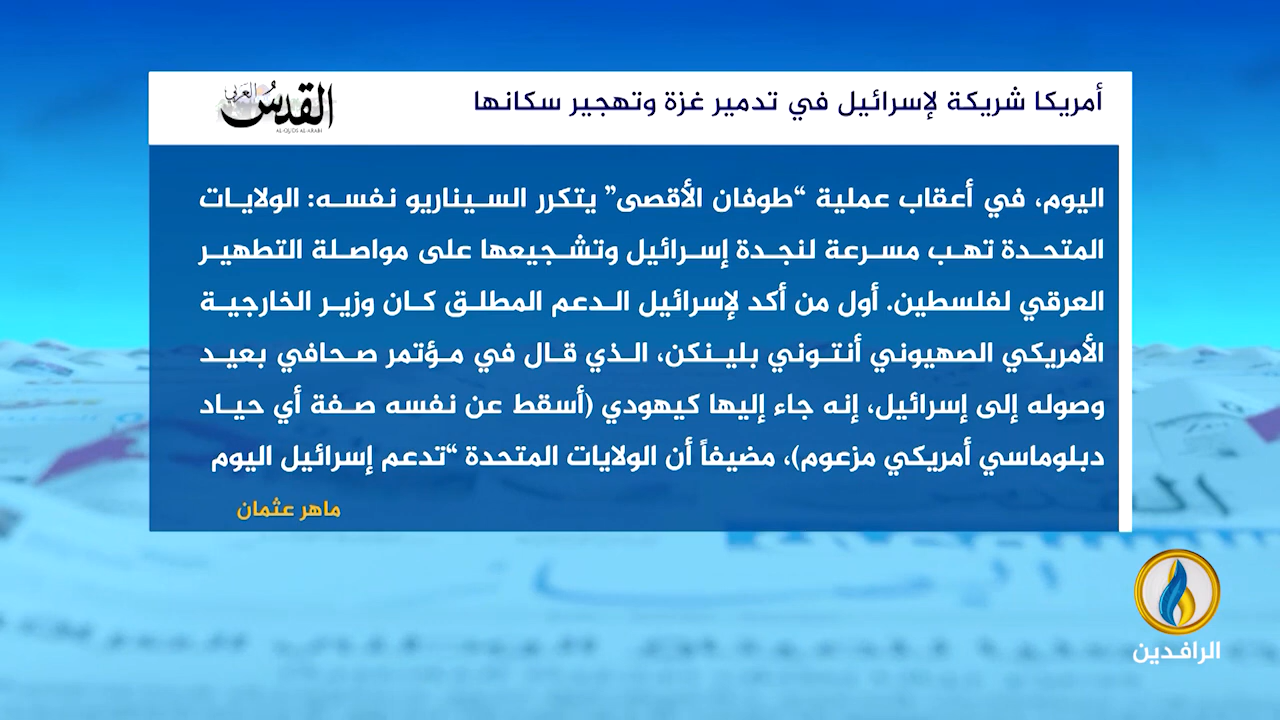 أمريكا شريكة لإسرائيل في تدمير غزة وتهجير سكانها
القدس العربي
AL-QUDS AL-ARABI
اليوم، في أعقاب عملية “طوفان الأقصى” يتكرر السيناريو نفسه: الولايات
المتحدة تهب مسرعة لنجدة إسرائيل وتشجيعها على مواصلة التطهير
العرقي لفلسطين. أول من أكد لإسرائيل الدعم المطلق كان وزير الخارجية
الأمريكي الصهيوني أنتوني بلينكن، الذي قال في مؤتمر صحافي بعيد
وصوله إلى إسرائيل، إنه جاء إليها كيهودي (أسقط عن نفسه صفة أي حياد
دبلوماسي أمريكي مزعوم)، مضيفاً أن الولايات المتحدة “تدعم إسرائيل اليوم
ماهر عثمان
الرافدين